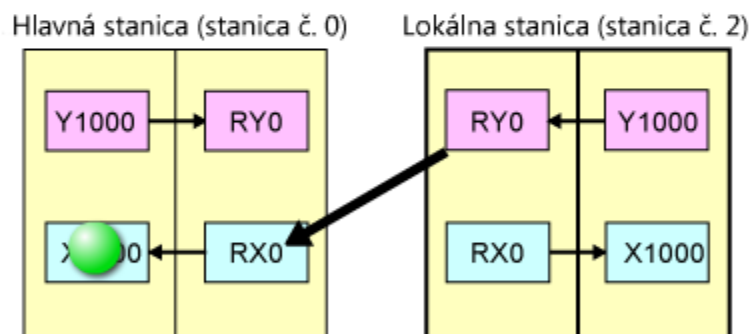 Hlavná stanica (stanica č. 0)
Lokálna stanica (stanica č. 2)
Y1000 RY0 RY0 Y1000
RX0 RX0 X1000